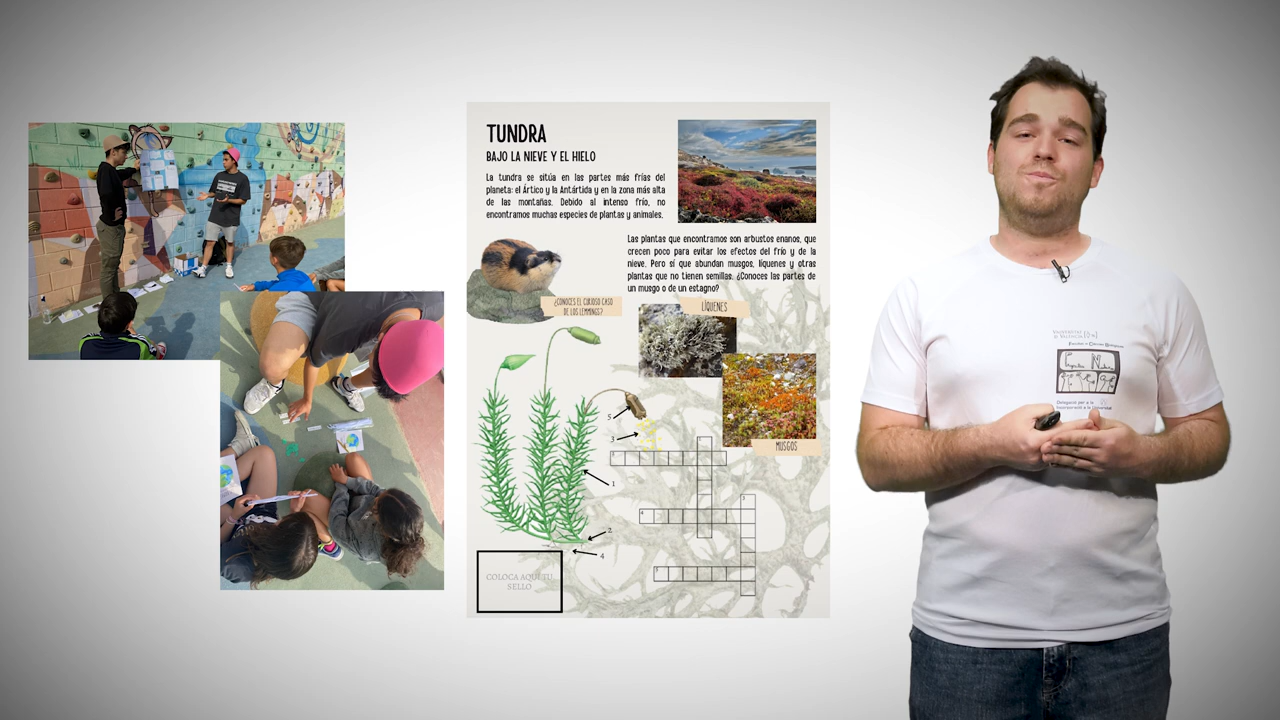 TUNDRA
BAJO LA NIEVE Y EL HIELO
La tundra se sitúa en las partes más frías del
planeta: el Ártico y la Antártida y en la zona más alta
de las montañas. Debido al intenso frío, no
encontramos muchas especies de plantas y animales.
Las plantas que encontramos son arbustos enanos, que
crecen poco para evitar los efectos del frío y de la
nieve. Pero sí que abundan musgos, líquenes y otras
plantas que no tienen semillas. ¿Conoces las partes de
un musgo o de un estagno?
¿CONOCES EL CURIOSO CASO
DE LOS LEMMINGS?
LÍQUENES
MUSGOS
5
3
1
2
4
COLOCA AQUÍ TU
SELLO